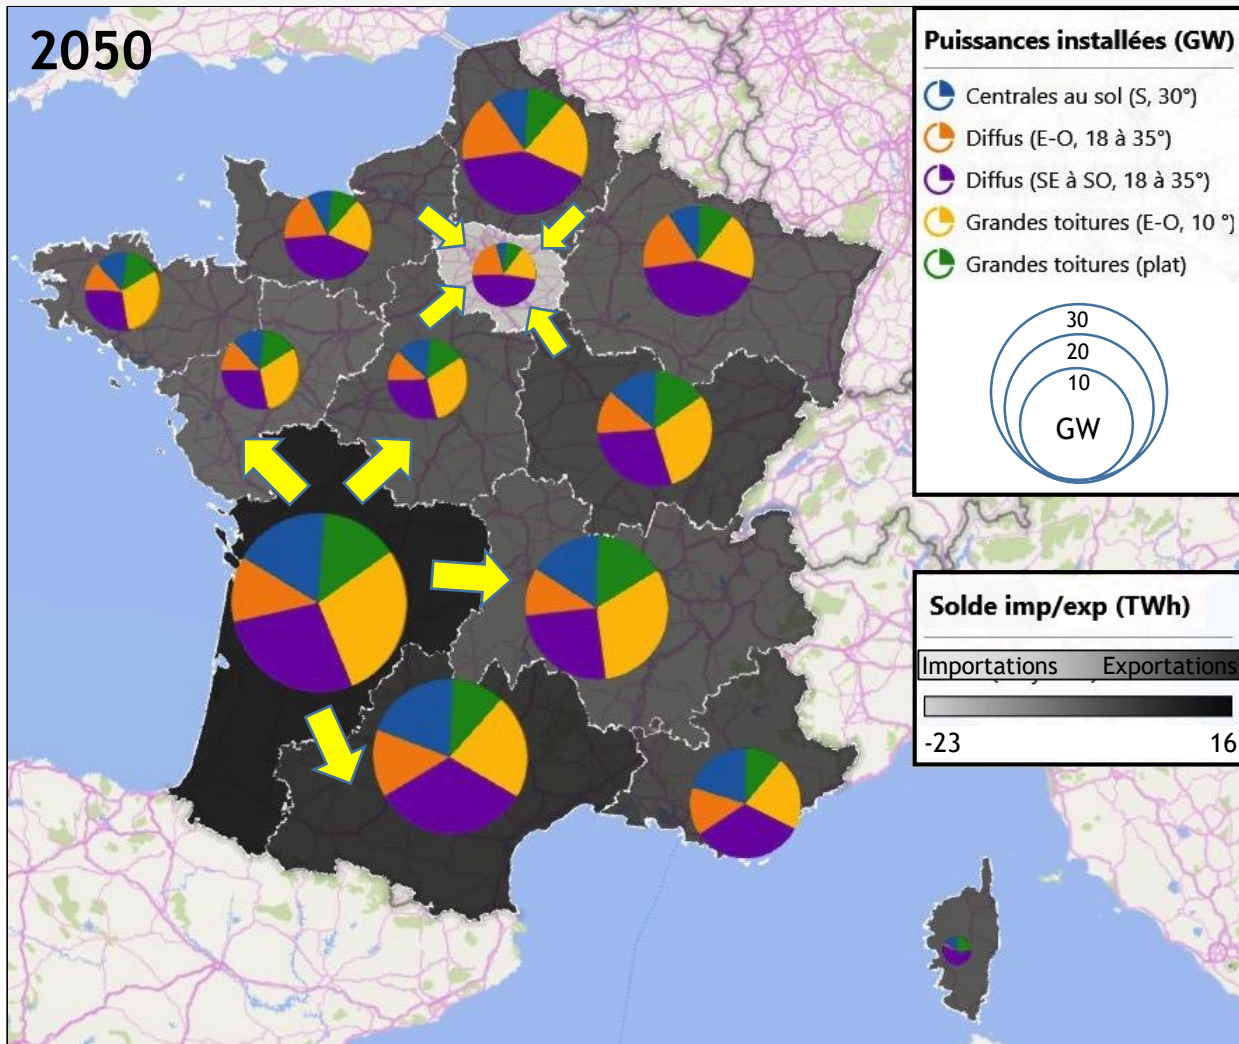 2050
Puissances installées (GW)
Centrales au sol (S, 30°)
Diffus (E-O, 18 à 35°)
Diffus (SE à SO, 18 à 35°)
Grandes toitures (E-O, 10 °)
Grandes toitures (plat)
30
20
10
GW
Solde imp/exp (TWh)
Importations Exportations
-23 16